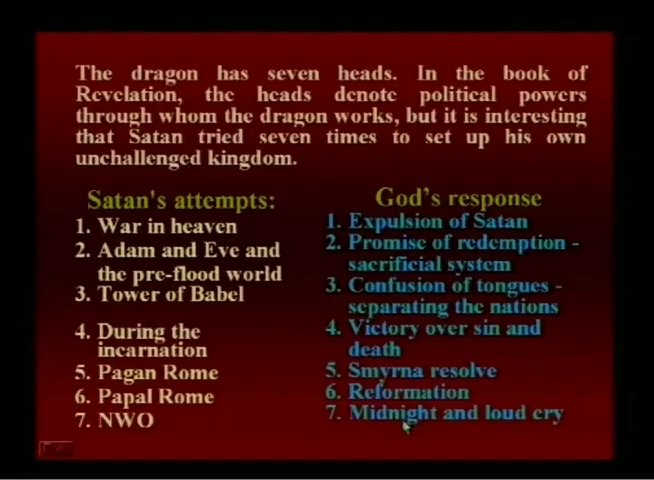 The dragon has seven heads. In the book of
Revelation, the heads denote political powers
through whom the dragon works, but it is interesting
that Satan tried seven times to set up his own
unchallenged kingdom.
Satan's attempts:
1. War in heaven
2. Adam and Eve and
the pre-flood world
3. Tower of Babel
4. During the
incarnation
5. Pagan Rome
6. Papal Rome
7. NWO
God's response
1. Expulsion of Satan
2. Promise of redemption -
sacrificial system
3. Confusion of tongues -
separating the nations
4. Victory over sin and
death
5. Smyrna resolve
6. Reformation
7. Midnight and loud cry